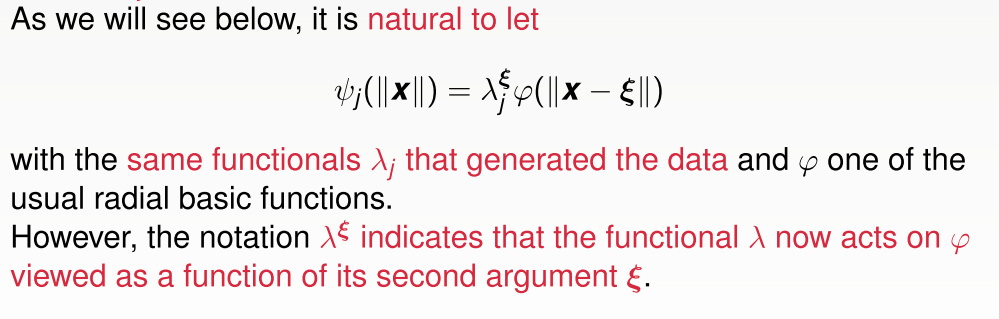 As we will see below, it is natural to let
ψ_j(‖x‖) = λ_j^ξ φ(‖x − ξ‖)
with the same functionals λ_j that generated the data and φ one of the
usual radial basic functions.
However, the notation λ^ξ indicates that the functional λ now acts on φ
viewed as a function of its second argument ξ.